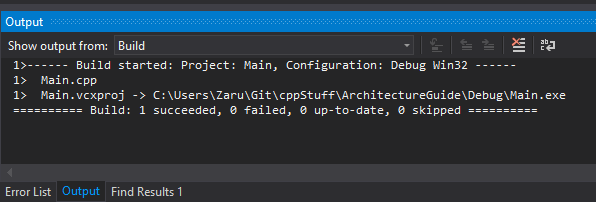 Output
Show output from: Build
1>------ Build started: Project: Main, Configuration: Debug Win32 ------
1>  Main.cpp
1>  Main.vcxproj -> C:\Users\Zaru\Git\cppStuff\ArchitectureGuide\Debug\Main.exe
========== Build: 1 succeeded, 0 failed, 0 up-to-date, 0 skipped ==========
Error List Output Find Results 1